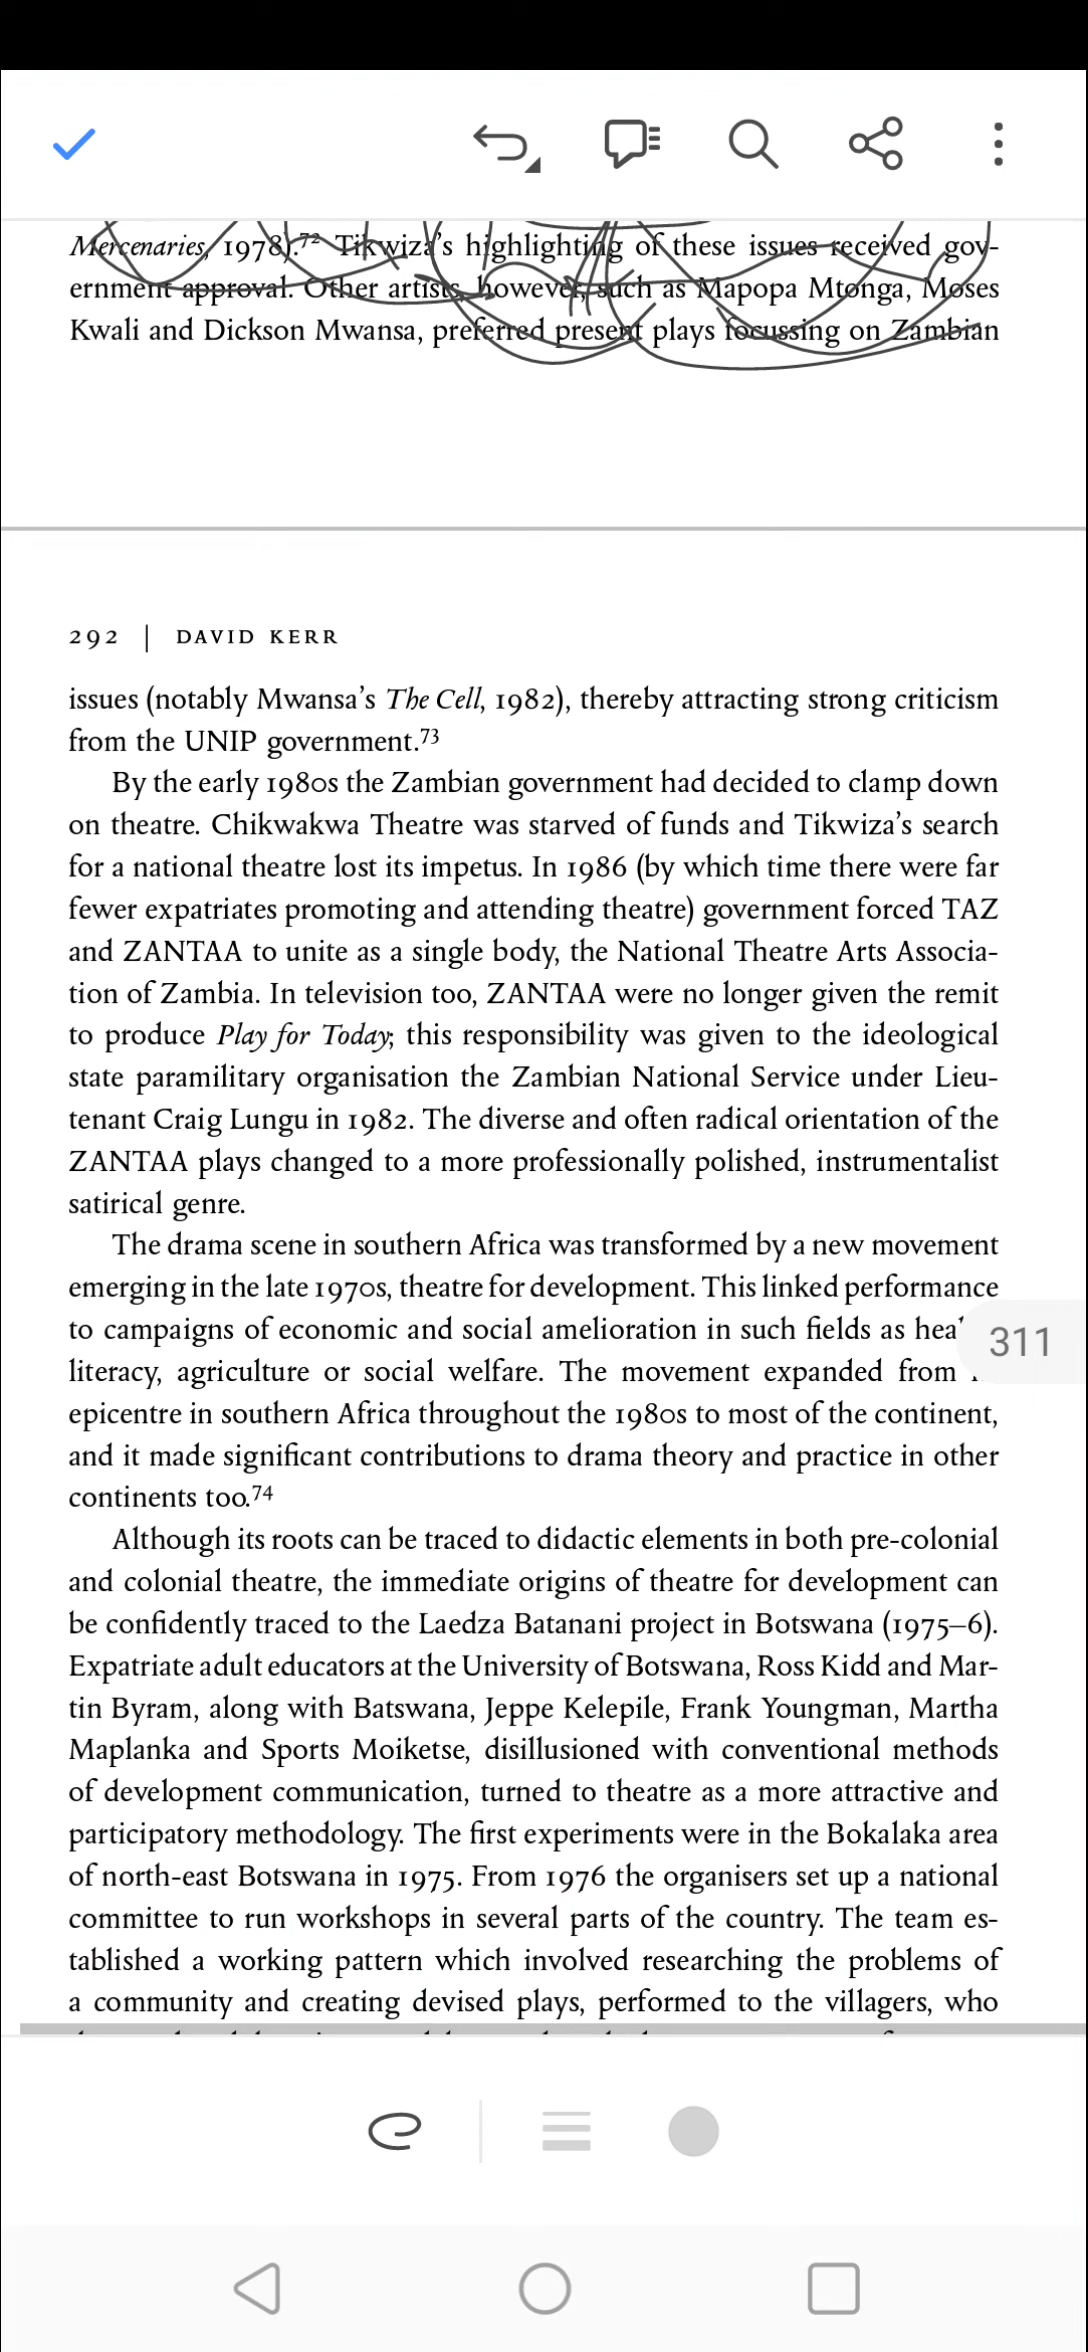 Mercenaries, 1978).72 Tikwiza's highlighting of these issues received gov-
ernment approval. Other artists, however, such as Mapopa Mtonga, Moses
Kwali and Dickson Mwansa, preferred present plays focussing on Zambian
292 | DAVID KERR
issues (notably Mwansa's The Cell, 1982), thereby attracting strong criticism
from the UNIP government.73
By the early 1980s the Zambian government had decided to clamp down
on theatre. Chikwakwa Theatre was starved of funds and Tikwiza's search
for a national theatre lost its impetus. In 1986 (by which time there were far
fewer expatriates promoting and attending theatre) government forced TAZ
and ZANTAA to unite as a single body, the National Theatre Arts Associa-
tion of Zambia. In television too, ZANTAA were no longer given the remit
to produce Play for Today; this responsibility was given to the ideological
state paramilitary organisation the Zambian National Service under Lieu-
tenant Craig Lungu in 1982. The diverse and often radical orientation of the
ZANTAA plays changed to a more professionally polished, instrumentalist
satirical genre.
The drama scene in southern Africa was transformed by a new movement
emerging in the late 1970s, theatre for development. This linked performance
to campaigns of economic and social amelioration in such fields as
311
literacy, agriculture or social welfare. The movement expanded from
epicentre in southern Africa throughout the 1980s to most of the continent,
and it made significant contributions to drama theory and practice in other
continents too.74
Although its roots can be traced to didactic elements in both pre-colonial
and colonial theatre, the immediate origins of theatre for development can
be confidently traced to the Laedza Batanani project in Botswana (1975–6).
Expatriate adult educators at the University of Botswana, Ross Kidd and Mar-
tin Byram, along with Batswana, Jeppe Kelepile, Frank Youngman, Martha
Maplanka and Sports Moiketse, disillusioned with conventional methods
of development communication, turned to theatre as a more attractive and
participatory methodology. The first experiments were in the Bokalaka area
of north-east Botswana in 1975. From 1976 the organisers set up a national
committee to run workshops in several parts of the country. The team es-
tablished a working pattern which involved researching the problems of
a community and creating devised plays, performed to the villagers, who